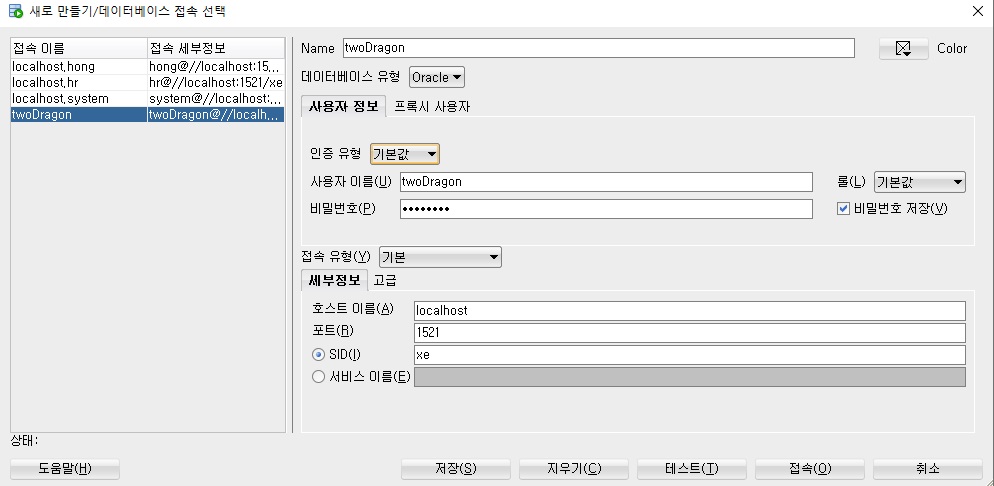 새로 만들기/데이터베이스 접속 선택
접속 이름 접속 세부정보
localhost.hong hong@//localhost:15...
localhost.hr hr@//localhost:1521/xe
localhost.system system@//localhost:...
twoDragon twoDragon@//localh...
Name twoDragon Color
데이터베이스 유형 Oracle
사용자 정보 프록시 사용자
인증 유형 기본값
사용자 이름(U) twoDragon 롤(L) 기본값
비밀번호(P) •••••••• 비밀번호 저장(V)
접속 유형(Y) 기본
세부정보 고급
호스트 이름(A) localhost
포트(R) 1521
SID(I) xe
서비스 이름(E)
상태:
도움말(H) 저장(S) 지우기(C) 테스트(T) 접속(O) 취소